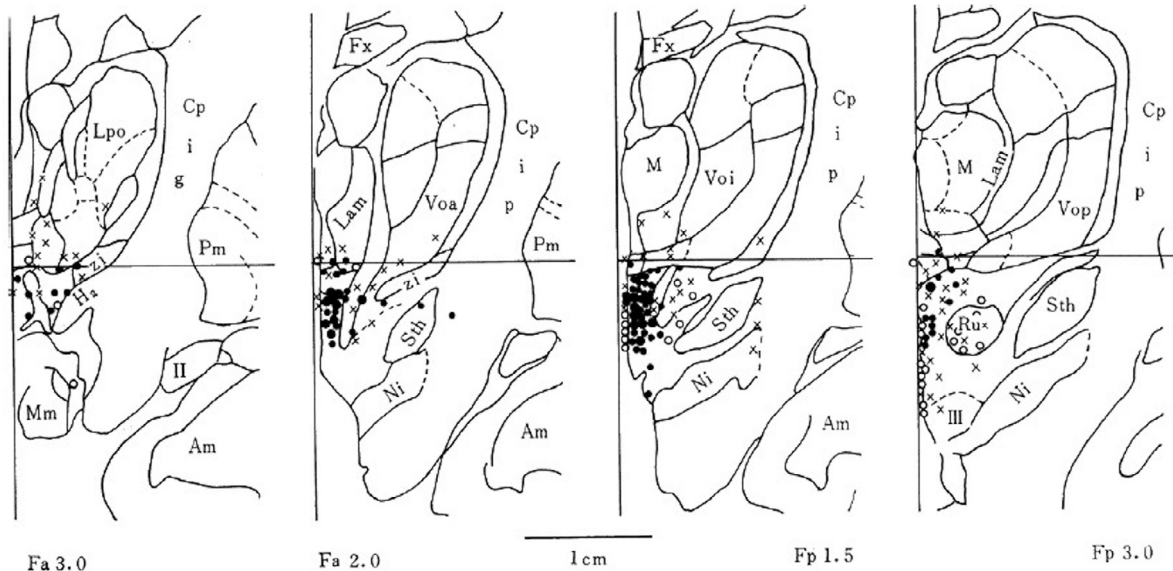 Lpo
Cp
i
g
Pm
zi
H₂
II
Mm
Am
Fa 3.0
Fx
Cp
i
p
Lam
Voa
Pm
zi
Sth
Ni
Am
Fa 2.0
1cm
Fx
Cp
i
p
M
Voi
Sth
Ni
Am
Fp 1.5
Cp
i
p
M
Lam
Vop
Sth
Ru
Ni
III
Fp 3.0